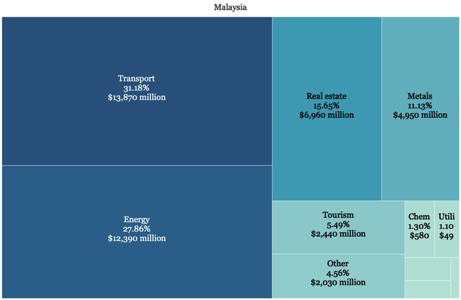 Malaysia
Transport
31.18%
$13,870 million
Energy
27.86%
$12,390 million
Real estate
15.65%
$6,960 million
Metals
11.13%
$4,950 million
Tourism
5.49%
$2,440 million
Other
4.56%
$2,030 million
Chem
1.30%
$580
Utili
1.10
$49